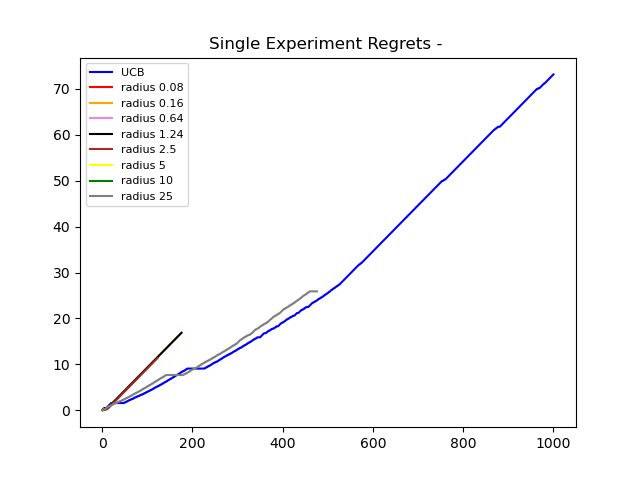 Single Experiment Regrets -
UCB
radius 0.08
radius 0.16
radius 0.64
radius 1.24
radius 2.5
radius 5
radius 10
radius 25
70
60
50
40
30
20
10
0
0 200 400 600 800 1000